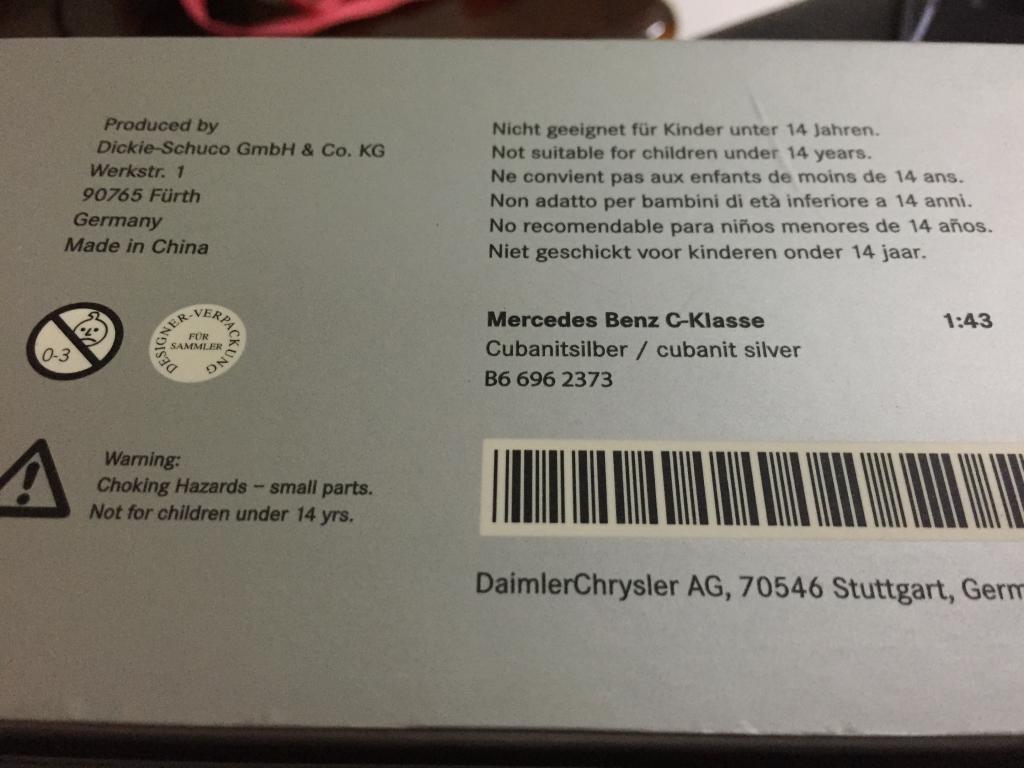 Produced by
Dickie-Schuco GmbH & Co. KG
Werkstr. 1
90765 Fürth
Germany
Made in China
Nicht geeignet für Kinder unter 14 Jahren.
Not suitable for children under 14 years.
Ne convient pas aux enfants de moins de 14 ans.
Non adatto per bambini di età inferiore a 14 anni.
No recomendable para niños menores de 14 años.
Niet geschickt voor kinderen onder 14 jaar.
0-3
DESIGNER-VERPACKUNG
FÜR
SAMMLER
Mercedes Benz C-Klasse 1:43
Cubanitsilber / cubanit silver
B6 696 2373
Warning:
Choking Hazards – small parts.
Not for children under 14 yrs.
DaimlerChrysler AG, 70546 Stuttgart, Germ